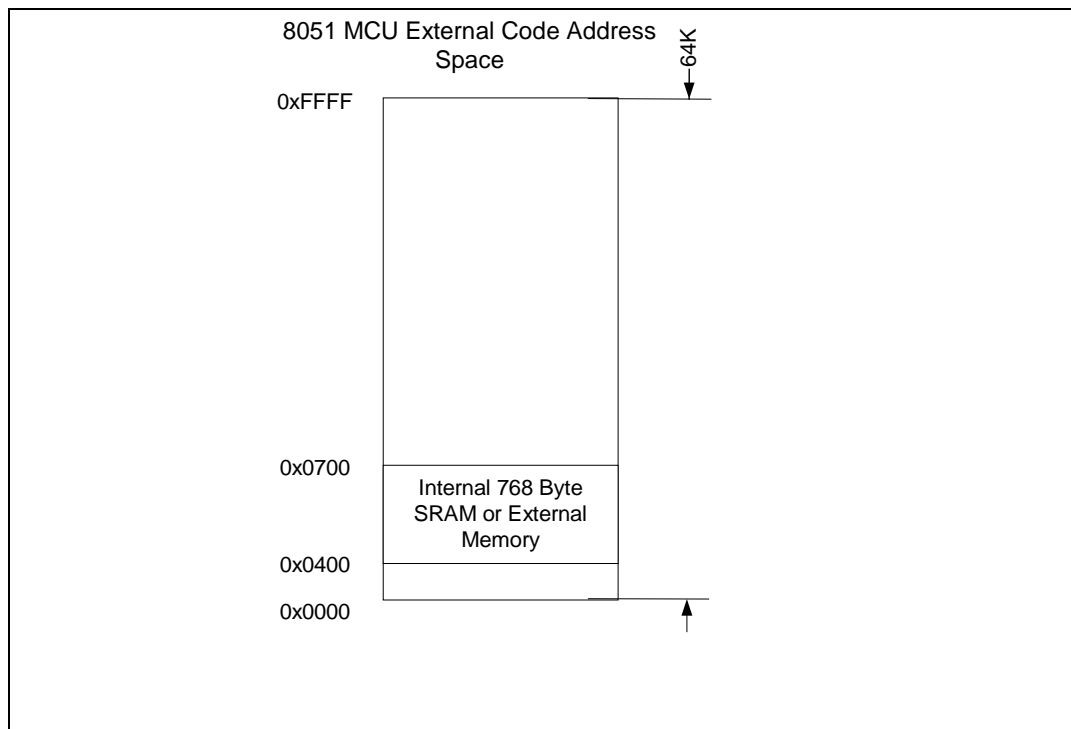 8051 MCU External Code Address
Space
64K
0xFFFF
0x0700
Internal 768 Byte
SRAM or External
Memory
0x0400
0x0000